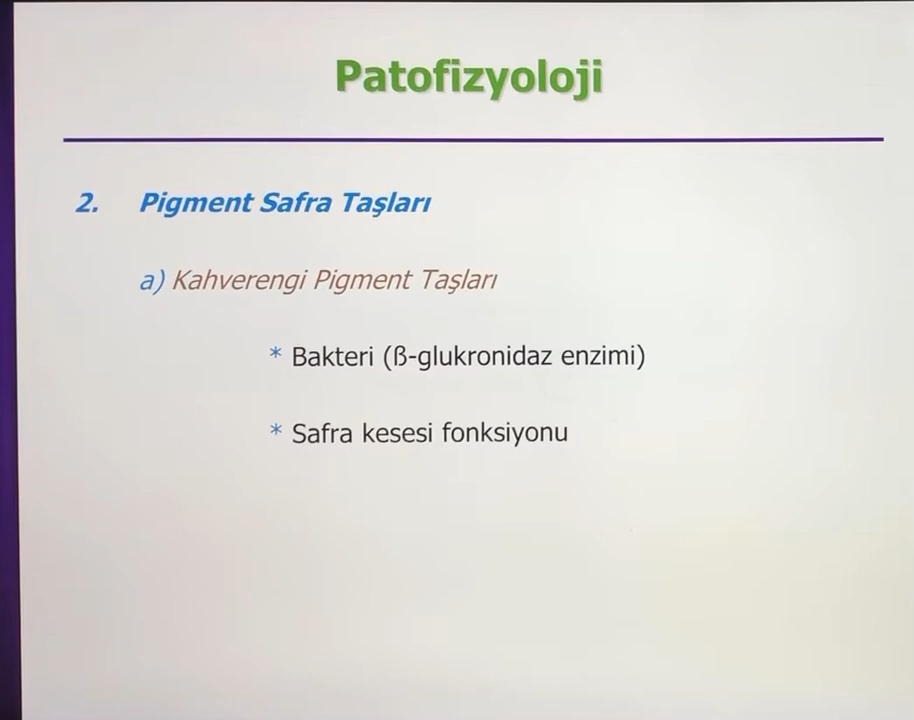 Patofizyoloji
2. Pigment Safra Taşları
a) Kahverengi Pigment Taşları
* Bakteri (ß-glukronidaz enzimi)
* Safra kesesi fonksiyonu